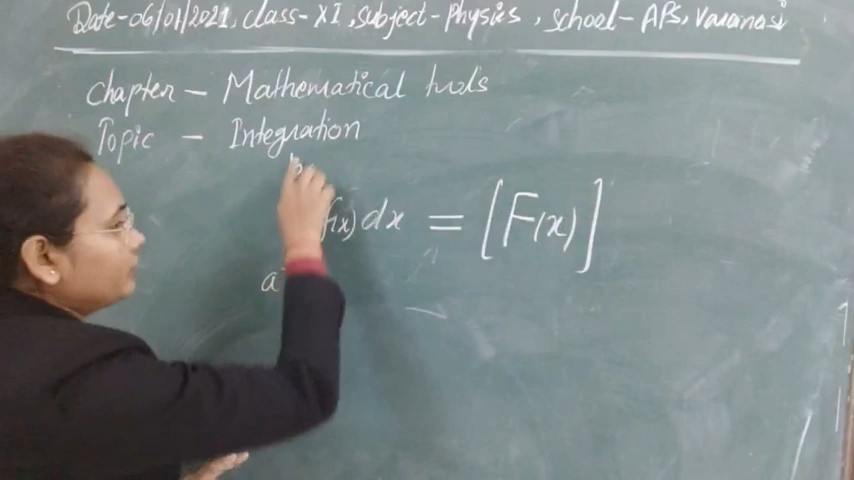 Date-06/01/2021, class-XI, subject-Physics, school-APS, Varanasi
Chapter - Mathematical tools
Topic - Integration
b
f(x) dx = [F(x)]
a